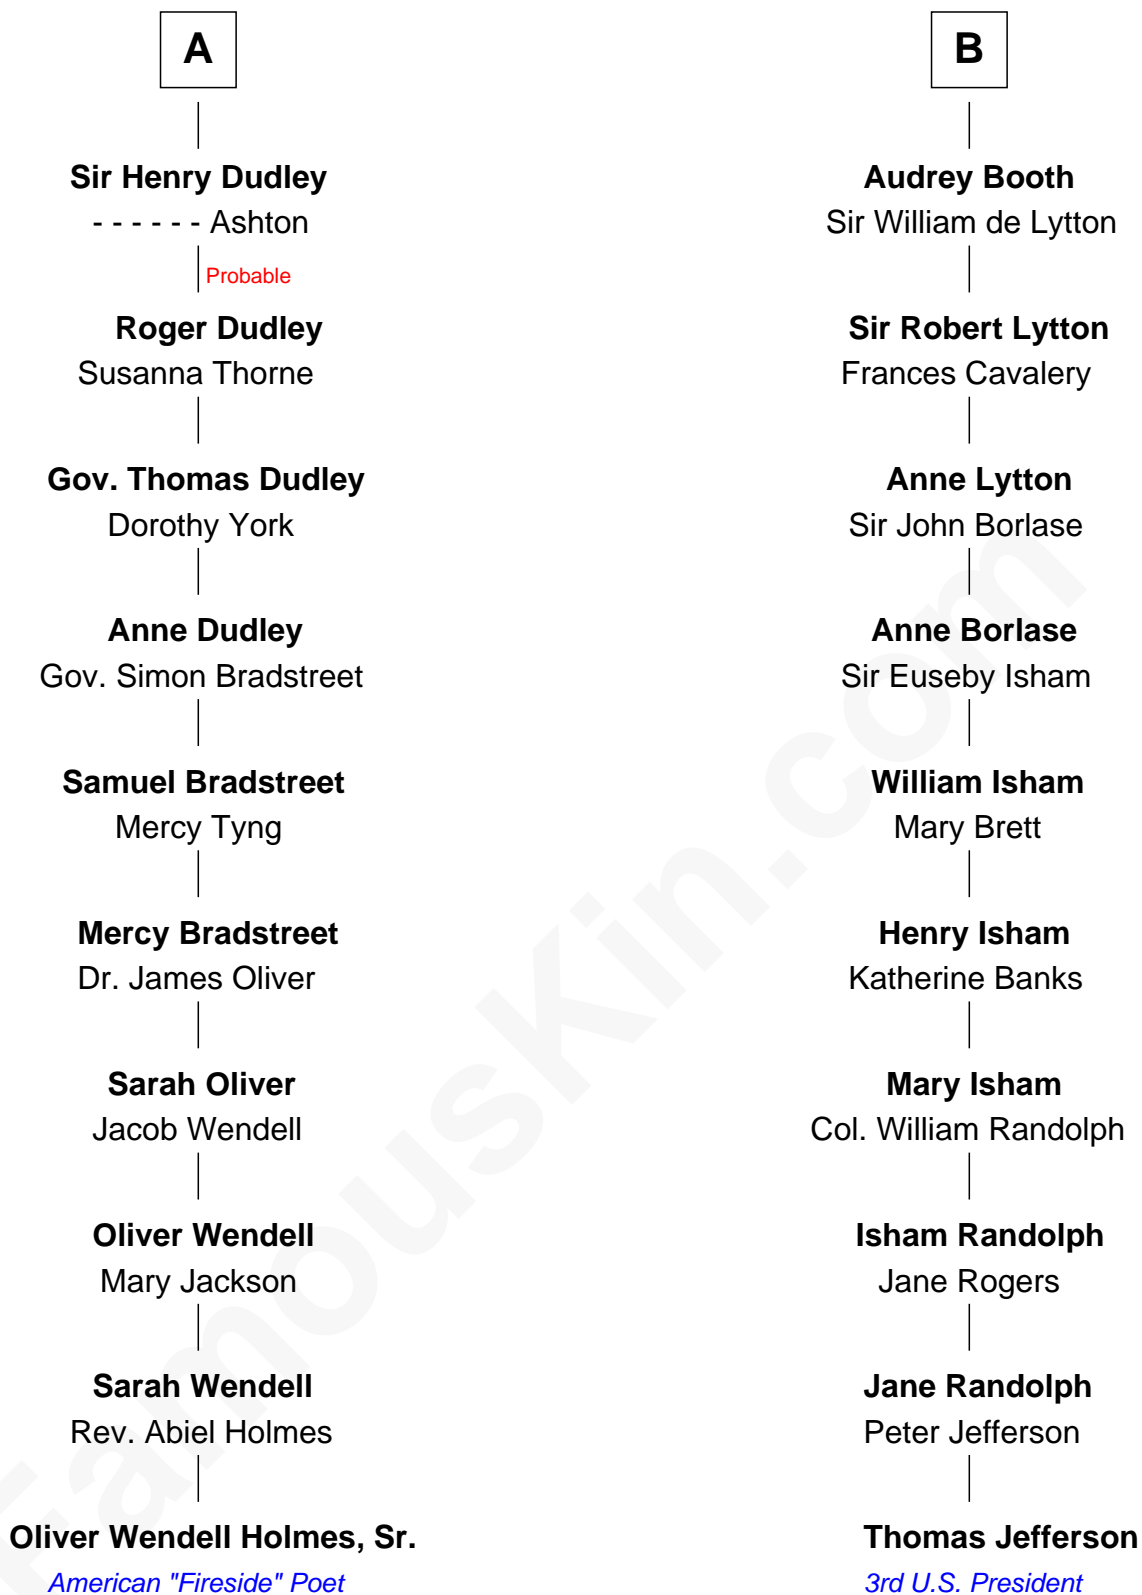 A
Sir Henry Dudley
- - - - - - Ashton
Probable
Roger Dudley
Susanna Thorne
Gov. Thomas Dudley
Dorothy York
Anne Dudley
Gov. Simon Bradstreet
Samuel Bradstreet
Mercy Tyng
Mercy Bradstreet
Dr. James Oliver
Sarah Oliver
Jacob Wendell
Oliver Wendell
Mary Jackson
Sarah Wendell
Rev. Abiel Holmes
Oliver Wendell Holmes, Sr.
American "Fireside" Poet
B
Audrey Booth
Sir William de Lytton
Sir Robert Lytton
Frances Cavalery
Anne Lytton
Sir John Borlase
Anne Borlase
Sir Euseby Isham
William Isham
Mary Brett
Henry Isham
Katherine Banks
Mary Isham
Col. William Randolph
Isham Randolph
Jane Rogers
Jane Randolph
Peter Jefferson
Thomas Jefferson
3rd U.S. President
FamousKin.com